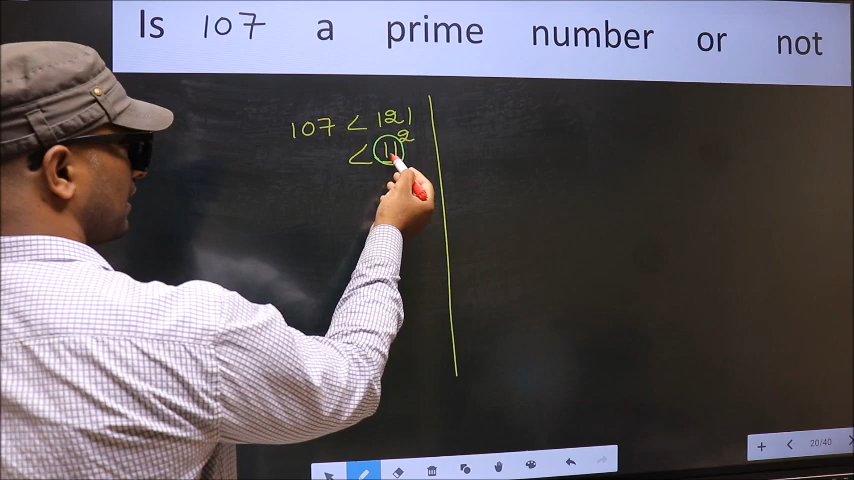 Is 107 a prime number or not
107 < 121
< 11²
20/40